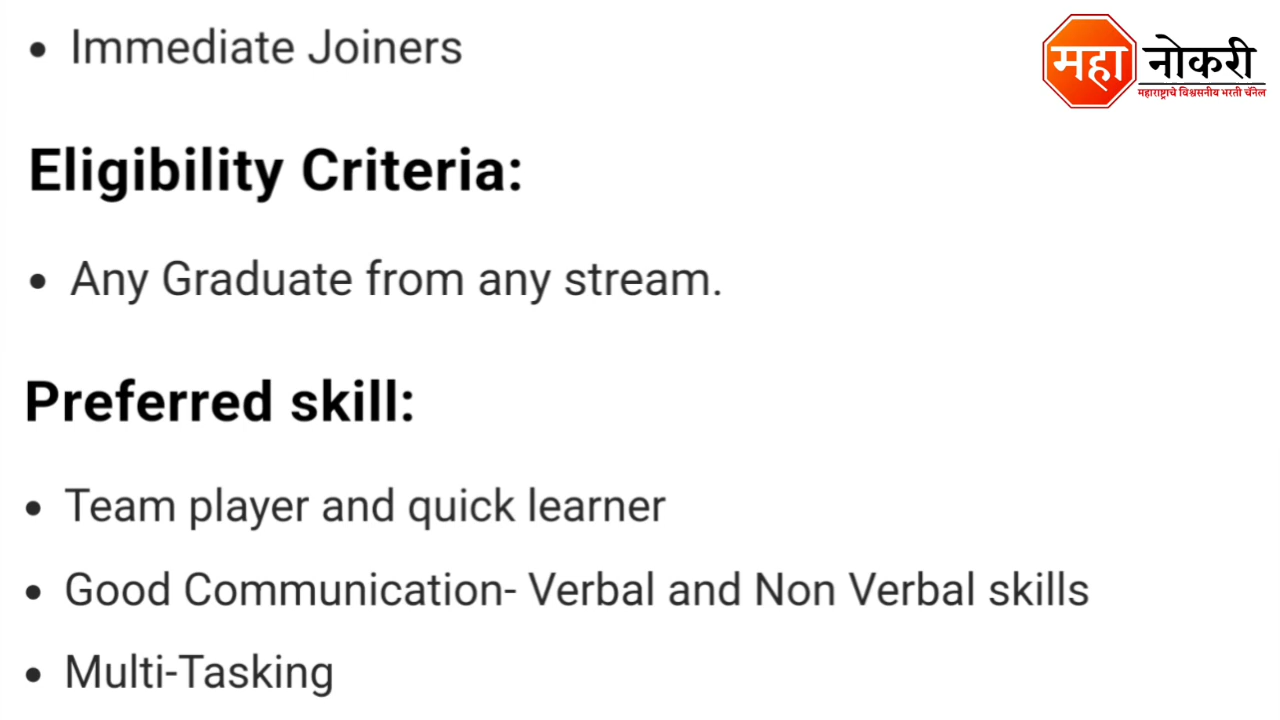 • Immediate Joiners
महा नोकरी
महाराष्ट्राचे विश्वसनीय भरती चॅनेल
Eligibility Criteria:
• Any Graduate from any stream.
Preferred skill:
• Team player and quick learner
• Good Communication- Verbal and Non Verbal skills
• Multi-Tasking